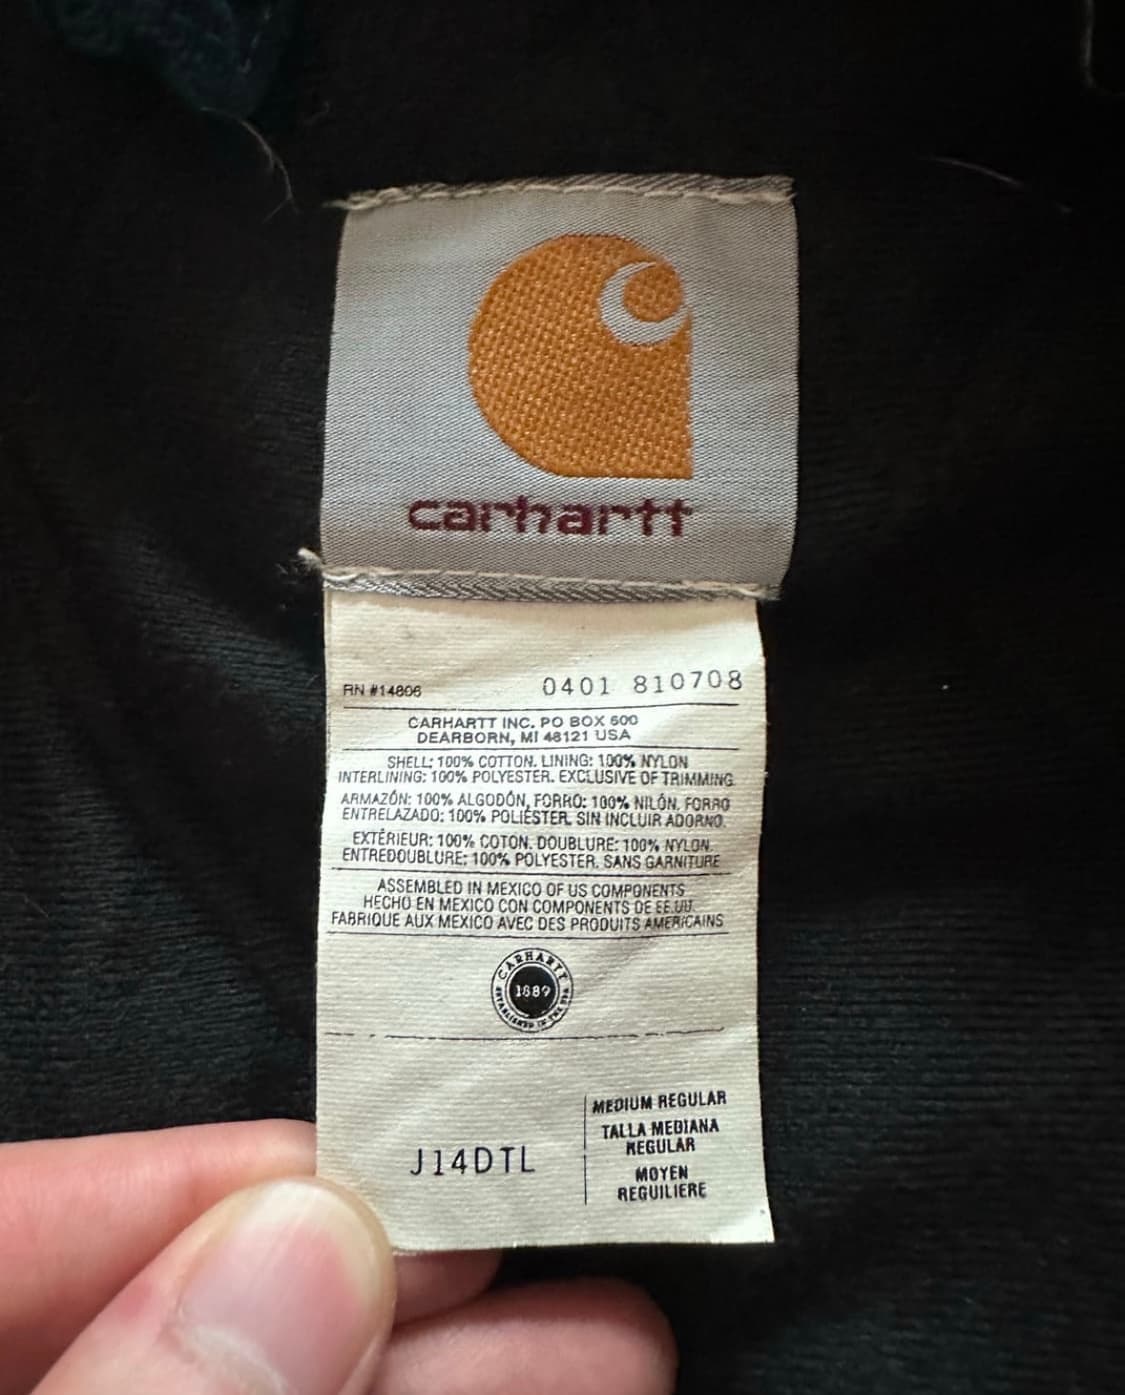 carhartt
RN #14806 0401 810708
CARHARTT INC. PO BOX 600
DEARBORN, MI 48121 USA
SHELL: 100% COTTON. LINING: 100% NYLON
INTERLINING: 100% POLYESTER. EXCLUSIVE OF TRIMMING
ARMAZÓN: 100% ALGODÓN, FORRO: 100% NILÓN. FORRO
ENTRELAZADO: 100% POLIÉSTER. SIN INCLUIR ADORNO.
EXTÉRIEUR: 100% COTON. DOUBLURE: 100% NYLON.
ENTREDOUBLURE: 100% POLYESTER. SANS GARNITURE
ASSEMBLED IN MEXICO OF US COMPONENTS
HECHO EN MEXICO CON COMPONENTS DE EE.UU.
FABRIQUE AUX MEXICO AVEC DES PRODUITS AMERICAINS
CARHARTT
1889
ESTABLISHED IN THE USA
MEDIUM REGULAR
TALLA MEDIANA
REGULAR
MOYEN
REGUILIERE
J14DTL